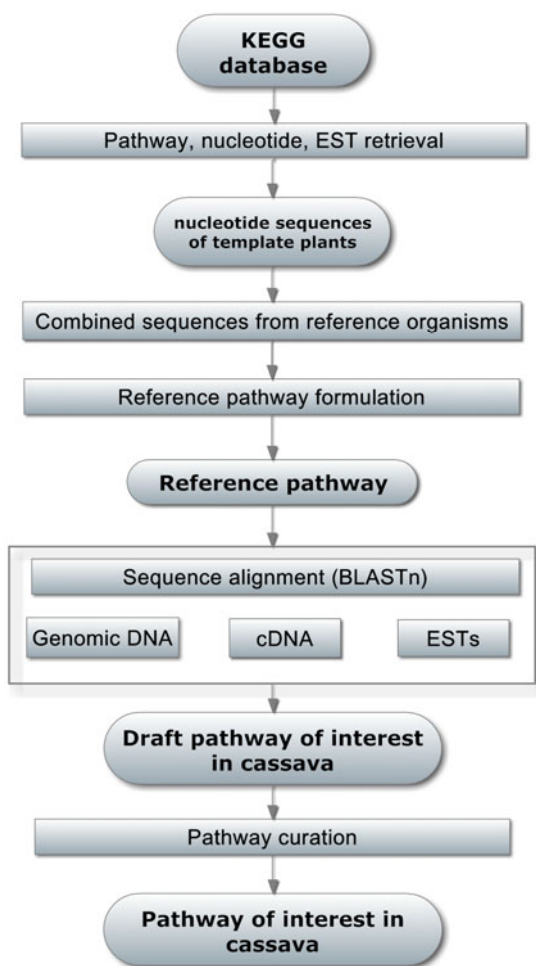 KEGG
database
Pathway, nucleotide, EST retrieval
nucleotide sequences
of template plants
Combined sequences from reference organisms
Reference pathway formulation
Reference pathway
Sequence alignment (BLASTn)
Genomic DNA
cDNA
ESTs
Draft pathway of interest
in cassava
Pathway curation
Pathway of interest in
cassava